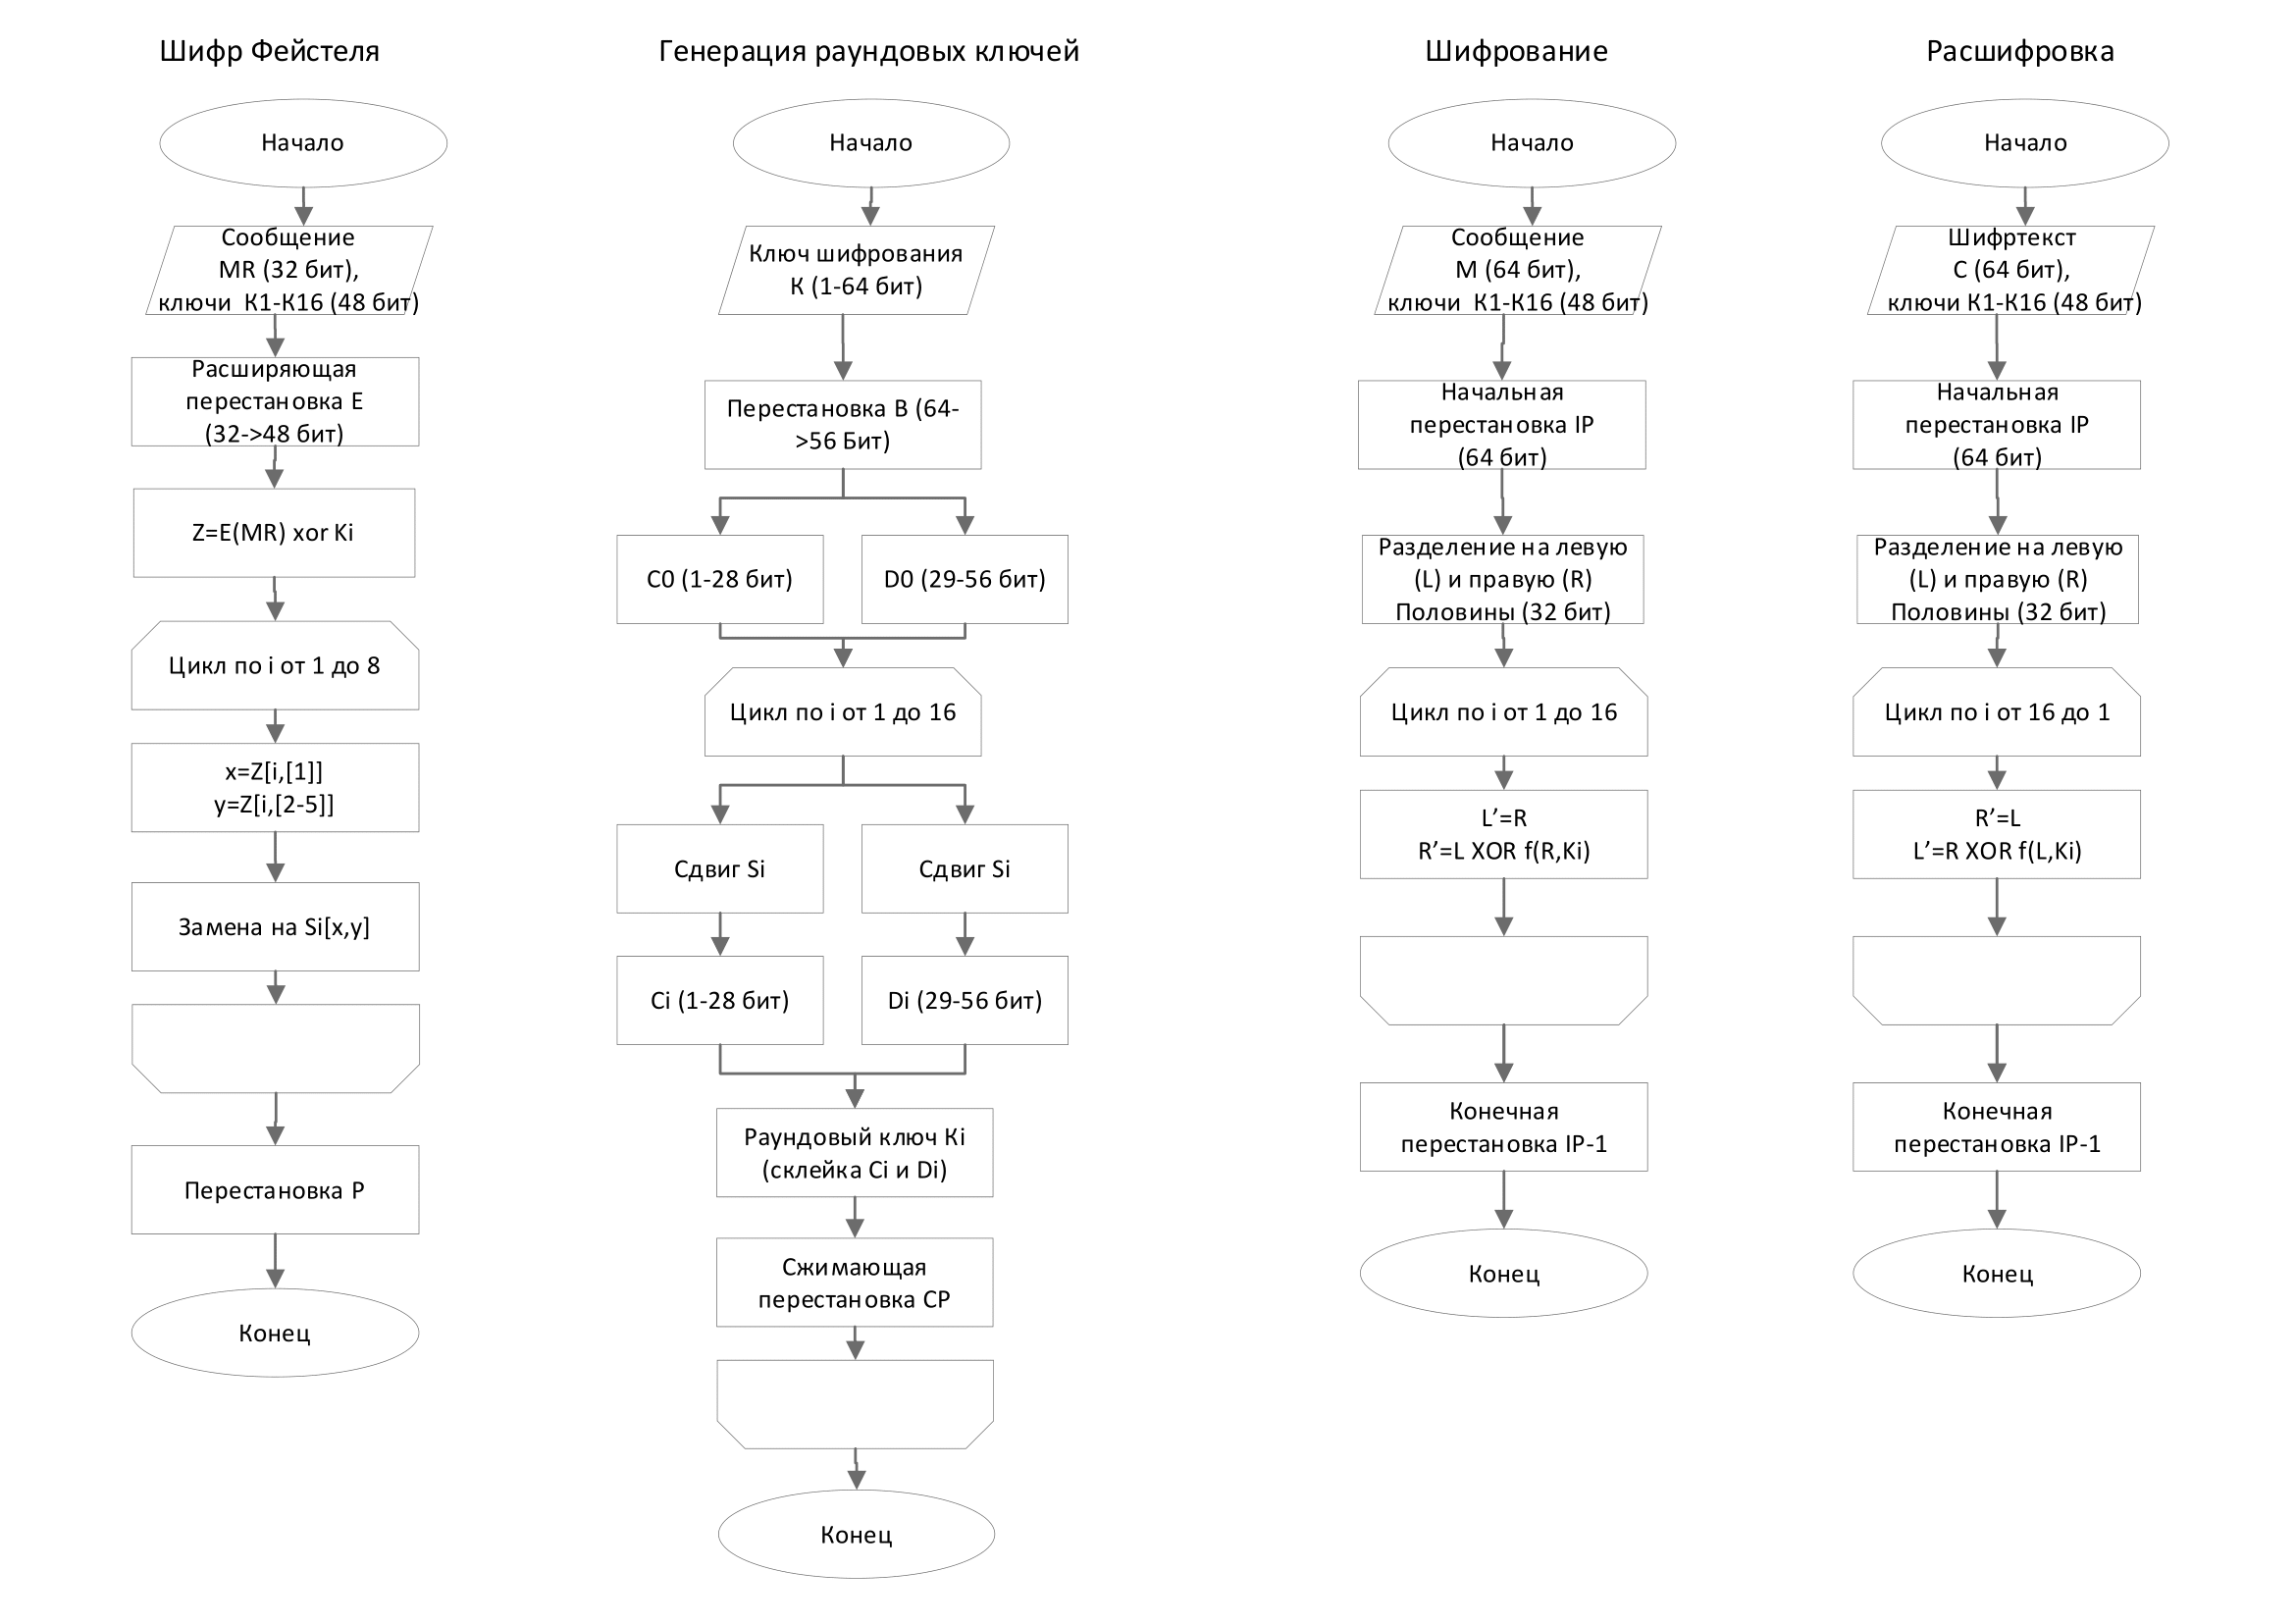 Шифр Фейстеля
Начало
Сообщение
MR (32 бит),
ключи К1-К16 (48 бит)
Расширяющая
перестановка Е
(32->48 бит)
Z=E(MR) xor Ki
Цикл по i от 1 до 8
x=Z[i,[1]]
y=Z[i,[2-5]]
Замена на Si[x,y]
Перестановка Р
Конец
Генерация раундовых ключей
Начало
Ключ шифрования
К (1-64 бит)
Перестановка В (64-
>56 Бит)
C0 (1-28 бит)
D0 (29-56 бит)
Цикл по i от 1 до 16
Сдвиг Si
Сдвиг Si
Ci (1-28 бит)
Di (29-56 бит)
Раундовый ключ Ki
(склейка Ci и Di)
Сжимающая
перестановка СР
Конец
Шифрование
Начало
Сообщение
М (64 бит),
ключи К1-К16 (48 бит)
Начальная
перестановка IP
(64 бит)
Разделение на левую
(L) и правую (R)
Половины (32 бит)
Цикл по i от 1 до 16
L’=R
R’=L XOR f(R,Ki)
Конечная
перестановка IP-1
Конец
Расшифровка
Начало
Шифртекст
С (64 бит),
ключи К1-К16 (48 бит)
Начальная
перестановка IP
(64 бит)
Разделение на левую
(L) и правую (R)
Половины (32 бит)
Цикл по i от 16 до 1
R’=L
L’=R XOR f(L,Ki)
Конечная
перестановка IP-1
Конец